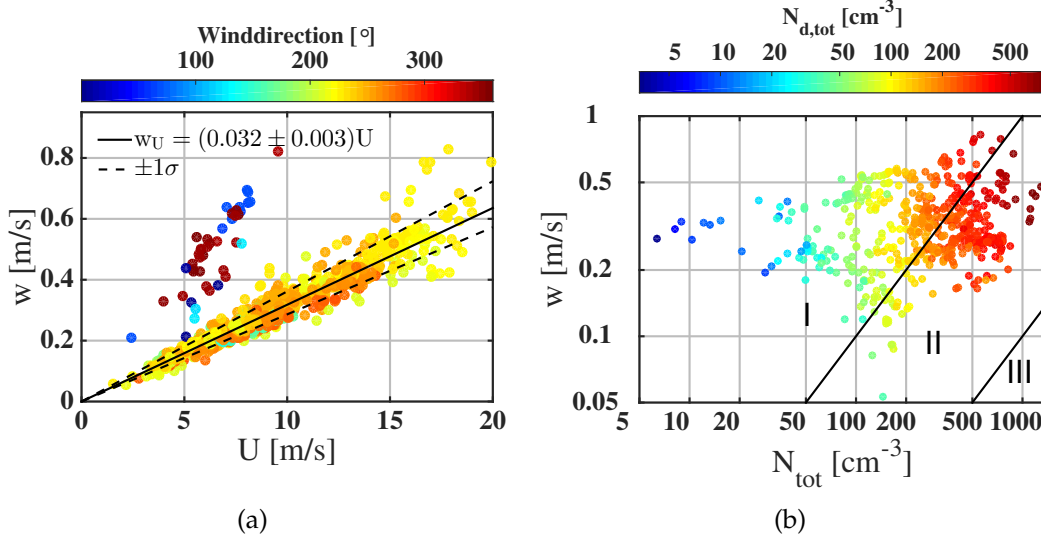 Winddirection [°]
100 200 300
w_U = (0.032 ± 0.003)U
±1σ
0.8
0.6
0.4
0.2
0
w [m/s]
0 5 10 15 20
U [m/s]
(a)
N_d,tot [cm^-3]
5 10 20 50 100 200 500
1
0.5
0.2
0.1
0.05
w [m/s]
I
II
III
5 10 20 50 100 200 500 1000
N_tot [cm^-3]
(b)